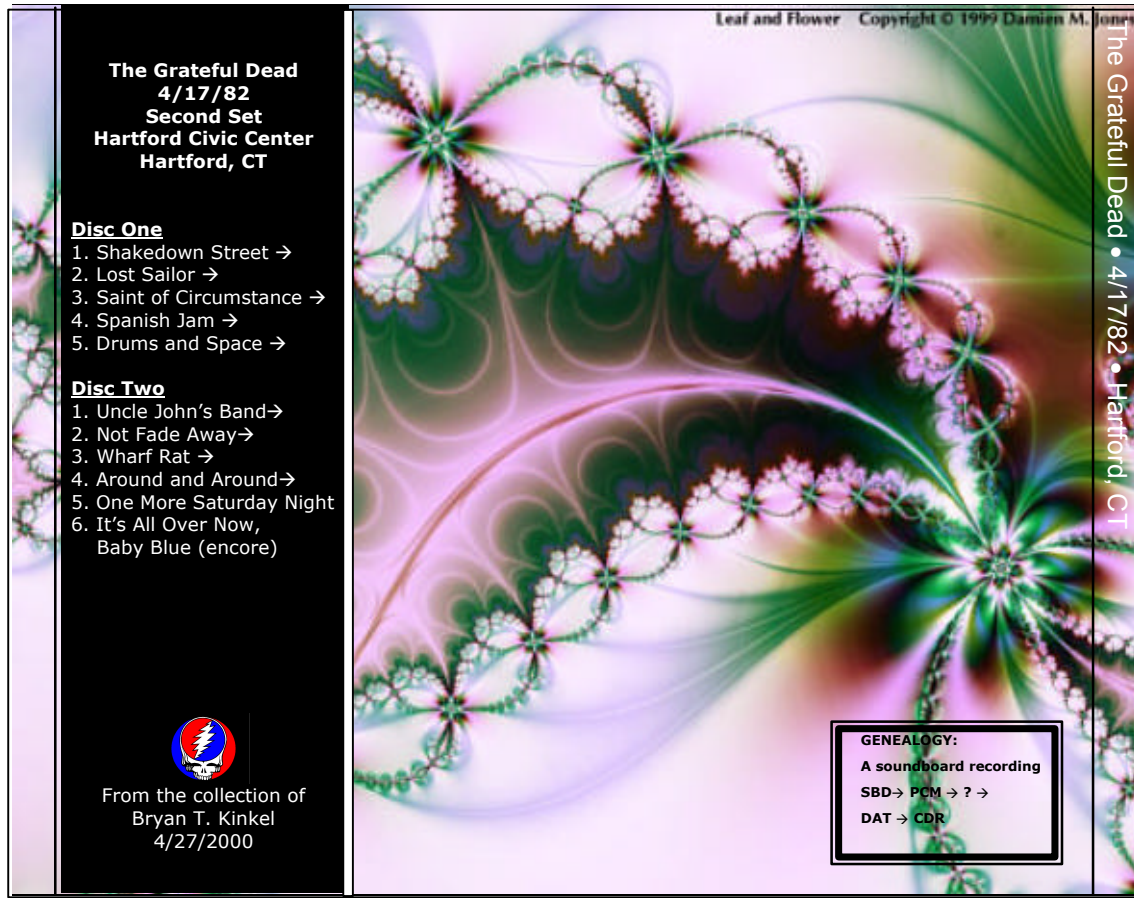 Leaf and Flower Copyright © 1999 Damien M. Jones
The Grateful Dead
4/17/82
Second Set
Hartford Civic Center
Hartford, CT
Disc One
1. Shakedown Street →
2. Lost Sailor →
3. Saint of Circumstance →
4. Spanish Jam →
5. Drums and Space →
Disc Two
1. Uncle John’s Band→
2. Not Fade Away→
3. Wharf Rat →
4. Around and Around→
5. One More Saturday Night
6. It’s All Over Now,
Baby Blue (encore)
From the collection of
Bryan T. Kinkel
4/27/2000
GENEALOGY:
A soundboard recording
SBD→ PCM → ? →
DAT → CDR
The Grateful Dead • 4/17/82 • Hartford, CT